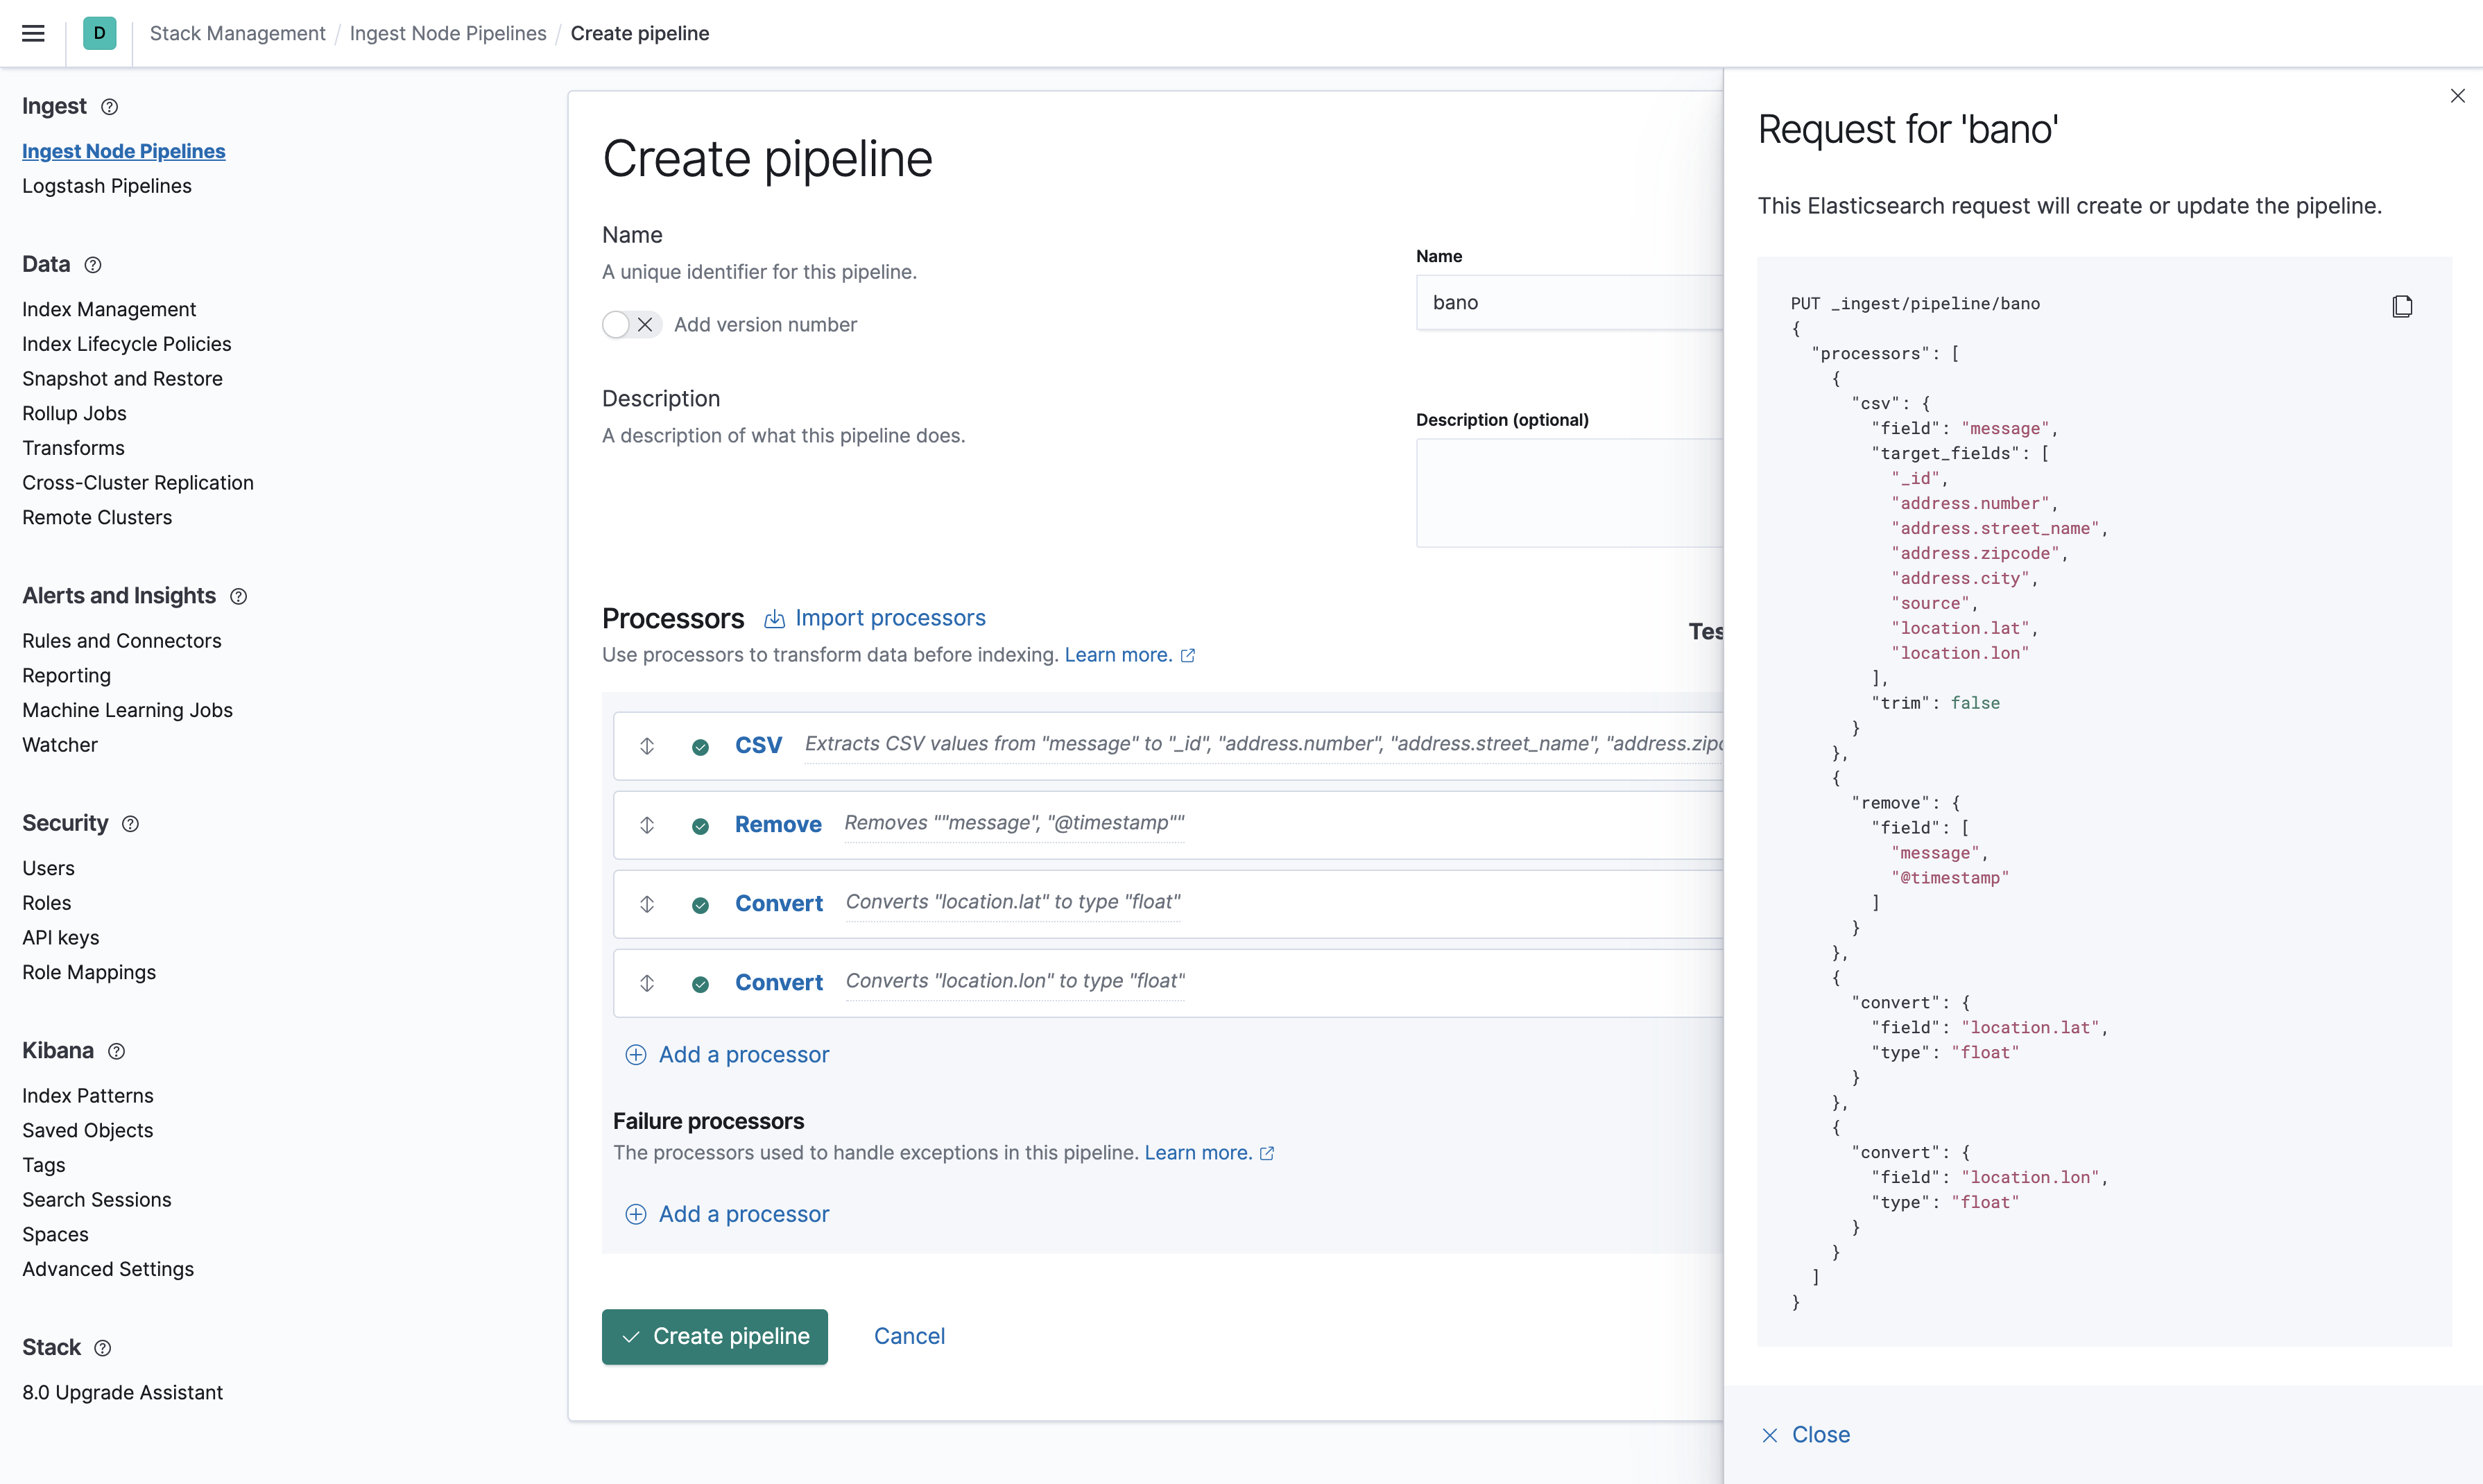 D
Stack Management / Ingest Node Pipelines / Create pipeline
Ingest
Ingest Node Pipelines
Logstash Pipelines
Data
Index Management
Index Lifecycle Policies
Snapshot and Restore
Rollup Jobs
Transforms
Cross-Cluster Replication
Remote Clusters
Alerts and Insights
Rules and Connectors
Reporting
Machine Learning Jobs
Watcher
Security
Users
Roles
API keys
Role Mappings
Kibana
Index Patterns
Saved Objects
Tags
Search Sessions
Spaces
Advanced Settings
Stack
8.0 Upgrade Assistant
Create pipeline
Name
A unique identifier for this pipeline.
Add version number
Name
bano
Description
A description of what this pipeline does.
Description (optional)
Processors Import processors
Use processors to transform data before indexing. Learn more.
Tes
CSV Extracts CSV values from "message" to "_id", "address.number", "address.street_name", "address.zipc
Remove Removes ""message", "@timestamp""
Convert Converts "location.lat" to type "float"
Convert Converts "location.lon" to type "float"
Add a processor
Failure processors
The processors used to handle exceptions in this pipeline. Learn more.
Add a processor
Create pipeline
Cancel
Request for 'bano'
This Elasticsearch request will create or update the pipeline.
PUT _ingest/pipeline/bano
{
  "processors": [
    {
      "csv": {
        "field": "message",
        "target_fields": [
          "_id",
          "address.number",
          "address.street_name",
          "address.zipcode",
          "address.city",
          "source",
          "location.lat",
          "location.lon"
        ],
        "trim": false
      }
    },
    {
      "remove": {
        "field": [
          "message",
          "@timestamp"
        ]
      }
    },
    {
      "convert": {
        "field": "location.lat",
        "type": "float"
      }
    },
    {
      "convert": {
        "field": "location.lon",
        "type": "float"
      }
    }
  ]
}
Close